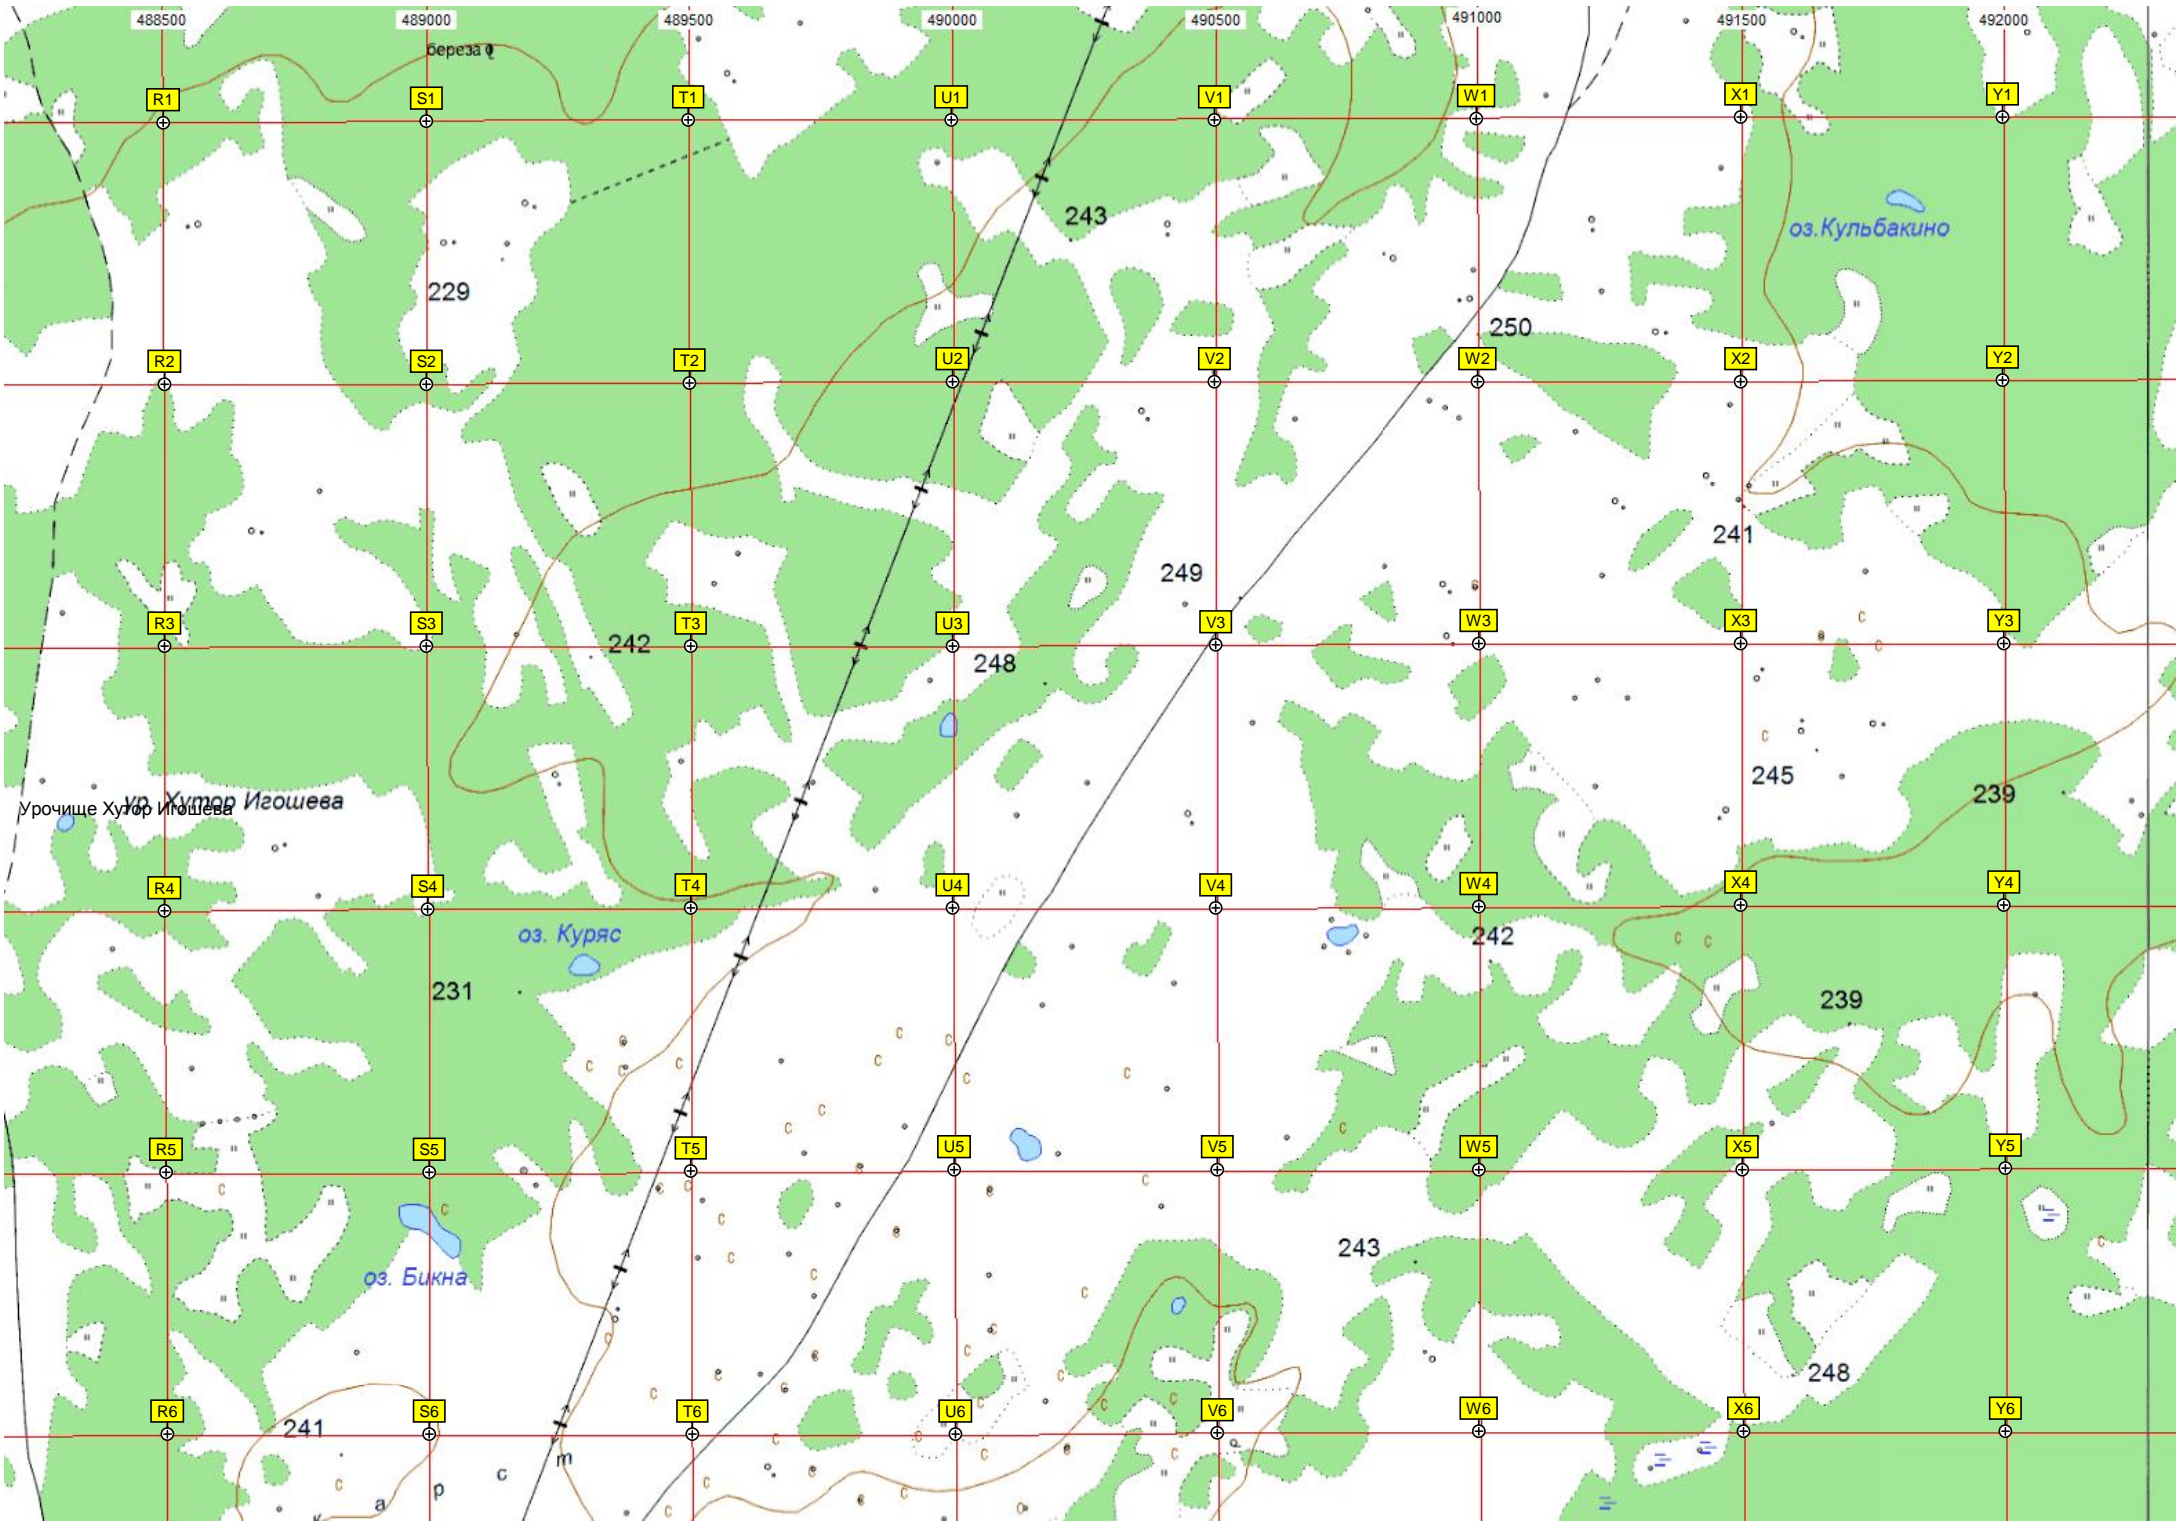 488500 489000 489500 490000 490500 491000 491500 492000
береза
R1 S1 T1 U1 V1 W1 X1 Y1
243
оз.Кульбакино
229
250
R2 S2 T2 U2 V2 W2 X2 Y2
241
249
R3 S3 T3 U3 V3 W3 X3 Y3
242
248
245
239
ур. Хутор Игошева
Урочище Хутор Игошева
R4 S4 T4 U4 V4 W4 X4 Y4
оз. Куряс
242
231
239
R5 S5 T5 U5 V5 W5 X5 Y5
243
оз. Бикна
248
R6 S6 T6 U6 V6 W6 X6 Y6
241
к а р с т